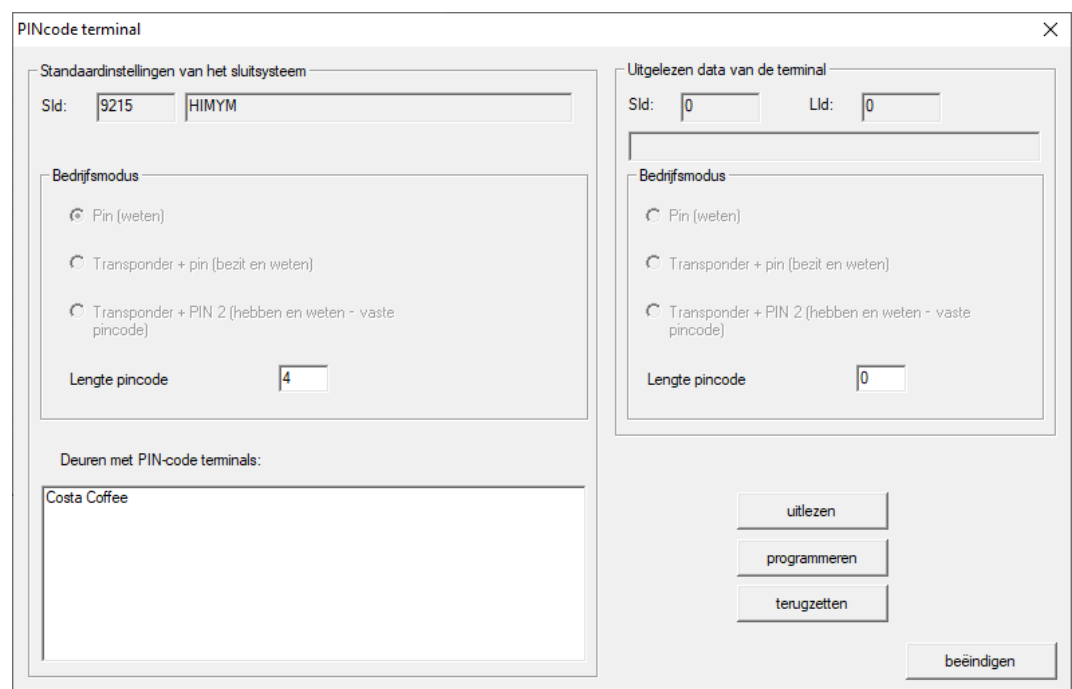 PINcode terminal
Standaardinstellingen van het sluitsysteem
SId: 9215 HIMYM
Bedrijfsmodus
Pin (weten)
Transponder + pin (bezit en weten)
Transponder + PIN 2 (hebben en weten - vaste
pincode)
Lengte pincode 4
Deuren met PIN-code terminals:
Costa Coffee
Uitgelezen data van de terminal
SId: 0 LId: 0
Bedrijfsmodus
Pin (weten)
Transponder + pin (bezit en weten)
Transponder + PIN 2 (hebben en weten - vaste
pincode)
Lengte pincode 0
uitlezen
programmeren
terugzetten
beëindigen